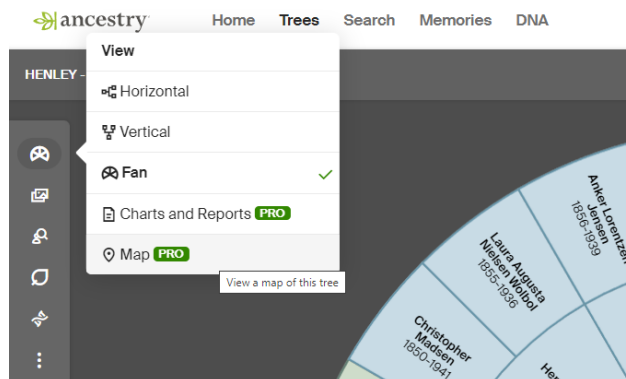 ancestry
Home Trees Search Memories DNA
HENLEY -
View
Horizontal
Vertical
Fan
Charts and Reports PRO
Map PRO
View a map of this tree
Anker Lorentzen
Jensen
1856-1939
Laura Augusta
Nielsen Wolbol
1855-1936
Christopher
Madsen
1850-1941